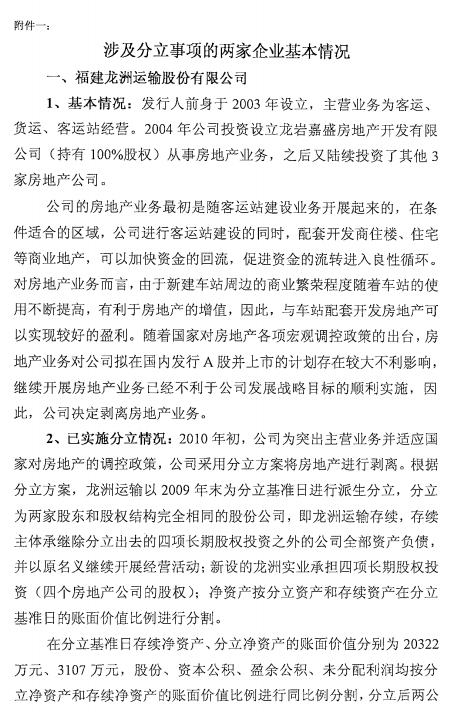 附件一：
涉及分立事项的两家企业基本情况
一、福建龙洲运输股份有限公司
1、基本情况：发行人前身于 2003 年设立，主营业务为客运、
货运、客运站经营。2004 年公司投资设立龙岩嘉盛房地产开发有限
公司（持有 100%股权）从事房地产业务，之后又陆续投资了其他 3
家房地产公司。
公司的房地产业务最初是随客运站建设业务开展起来的，在条
件适合的区域，公司进行客运站建设的同时，配套开发商住楼、住宅
等商业地产，可以加快资金的回流，促进资金的流转进入良性循环。
对房地产业务而言，由于新建车站周边的商业繁荣程度随着车站的使
用不断提高，有利于房地产的增值，因此，与车站配套开发房地产可
以实现较好的盈利。随着国家对房地产各项宏观调控政策的出台，房
地产业务对公司拟在国内发行 A 股并上市的计划存在较大不利影响，
继续开展房地产业务已经不利于公司发展战略目标的顺利实施，因
此，公司决定剥离房地产业务。
2、已实施分立情况：2010 年初，公司为突出主营业务并适应国
家对房地产的调控政策，公司采用分立方案将房地产进行剥离。根据
分立方案，龙洲运输以 2009 年末为分立基准日进行派生分立，分立
为两家股东和股权结构完全相同的股份公司，即龙洲运输存续，存续
主体承继除分立出去的四项长期股权投资之外的公司全部资产负债，
并以原名义继续开展经营活动；新设的龙洲实业承担四项长期股权投
资（四个房地产公司的股权）；净资产按分立资产和存续资产在分立
基准日的账面价值比例进行分割。
在分立基准日存续净资产、分立净资产的账面价值分别为 20322
万元、3107 万元，股份、资本公积、盈余公积、未分配利润均按分
立净资产和存续净资产的账面价值比例进行同比例分割，分立后两公